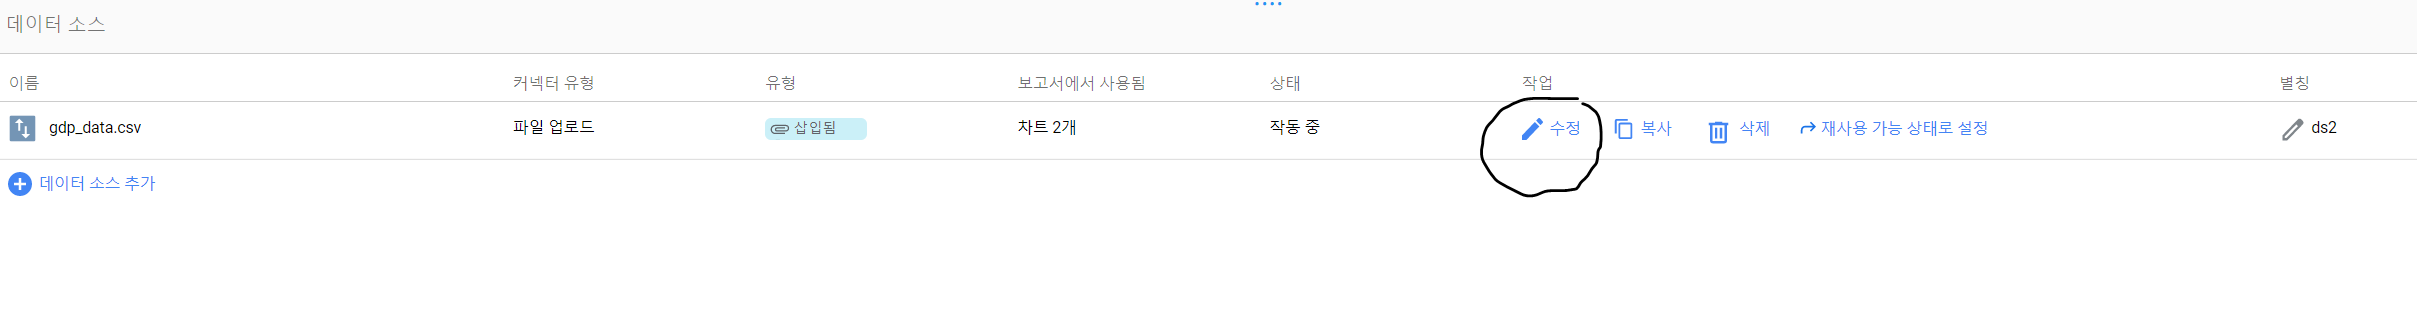 데이터 소스
이름 커넥터 유형 유형 보고서에서 사용됨 상태 작업 별칭
gdp_data.csv 파일 업로드 삽입됨 차트 2개 작동 중 수정 복사 삭제 재사용 가능 상태로 설정 ds2
데이터 소스 추가